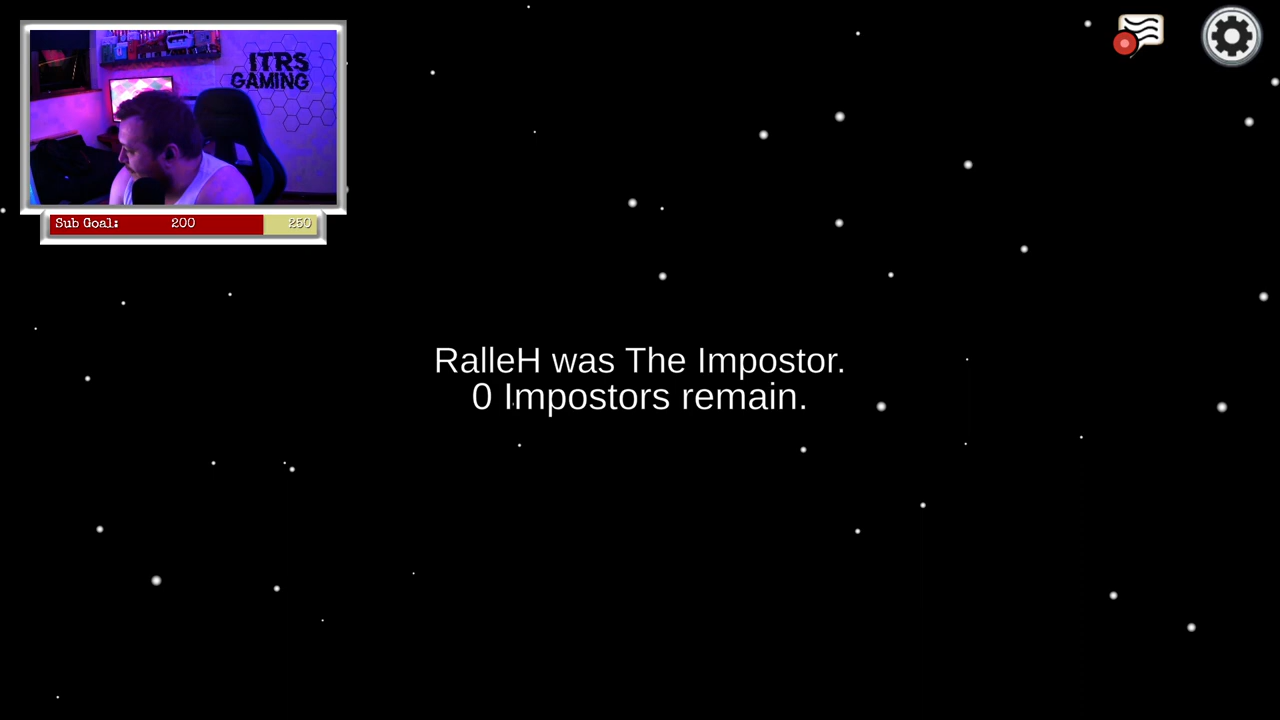 ITRS
GAMING
Sub Goal: 200 250
RalleH was The Impostor.
0 Impostors remain.